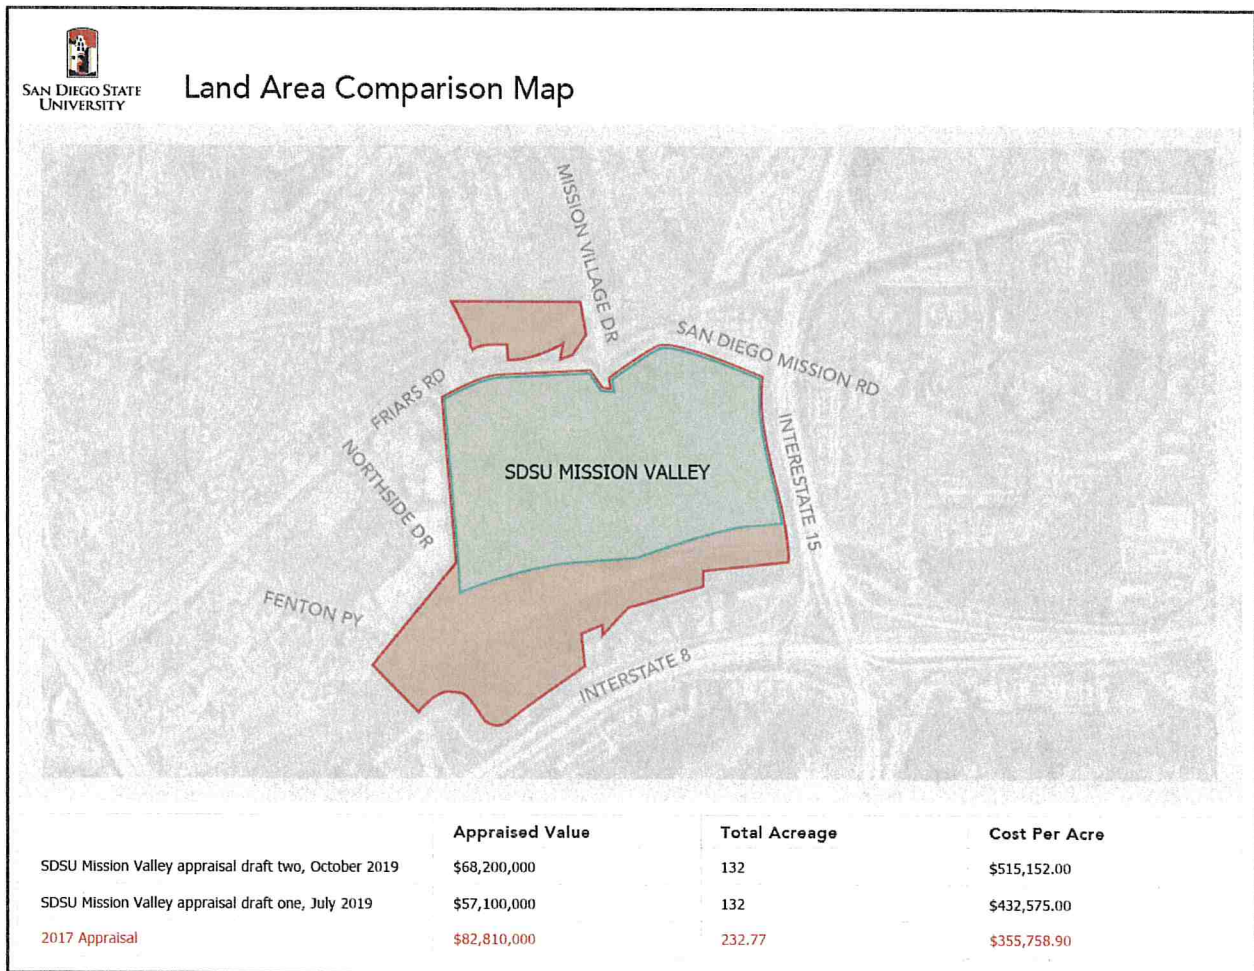 SAN DIEGO STATE
UNIVERSITY
Land Area Comparison Map
MISSION VILLAGE DR
SAN DIEGO MISSION RD
FRIARS RD
NORTHSIDE DR
SDSU MISSION VALLEY
INTERESTATE 15
FENTON PY
INTERSTATE 8
Appraised Value Total Acreage Cost Per Acre
SDSU Mission Valley appraisal draft two, October 2019 $68,200,000 132 $515,152.00
SDSU Mission Valley appraisal draft one, July 2019 $57,100,000 132 $432,575.00
2017 Appraisal $82,810,000 232.77 $355,758.90